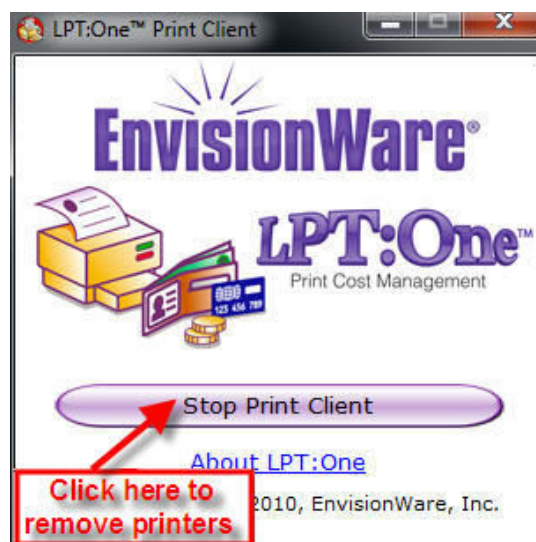 LPT:One™ Print Client
EnvisionWare®
LPT:One™
Print Cost Management
123 456 789
Stop Print Client
About LPT:One
Click here to
remove printers
2010, EnvisionWare, Inc.